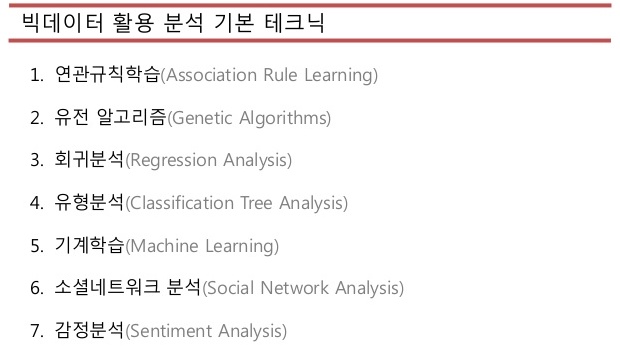 빅데이터 활용 분석 기본 테크닉
1. 연관규칙학습(Association Rule Learning)
2. 유전 알고리즘(Genetic Algorithms)
3. 회귀분석(Regression Analysis)
4. 유형분석(Classification Tree Analysis)
5. 기계학습(Machine Learning)
6. 소셜네트워크 분석(Social Network Analysis)
7. 감정분석(Sentiment Analysis)